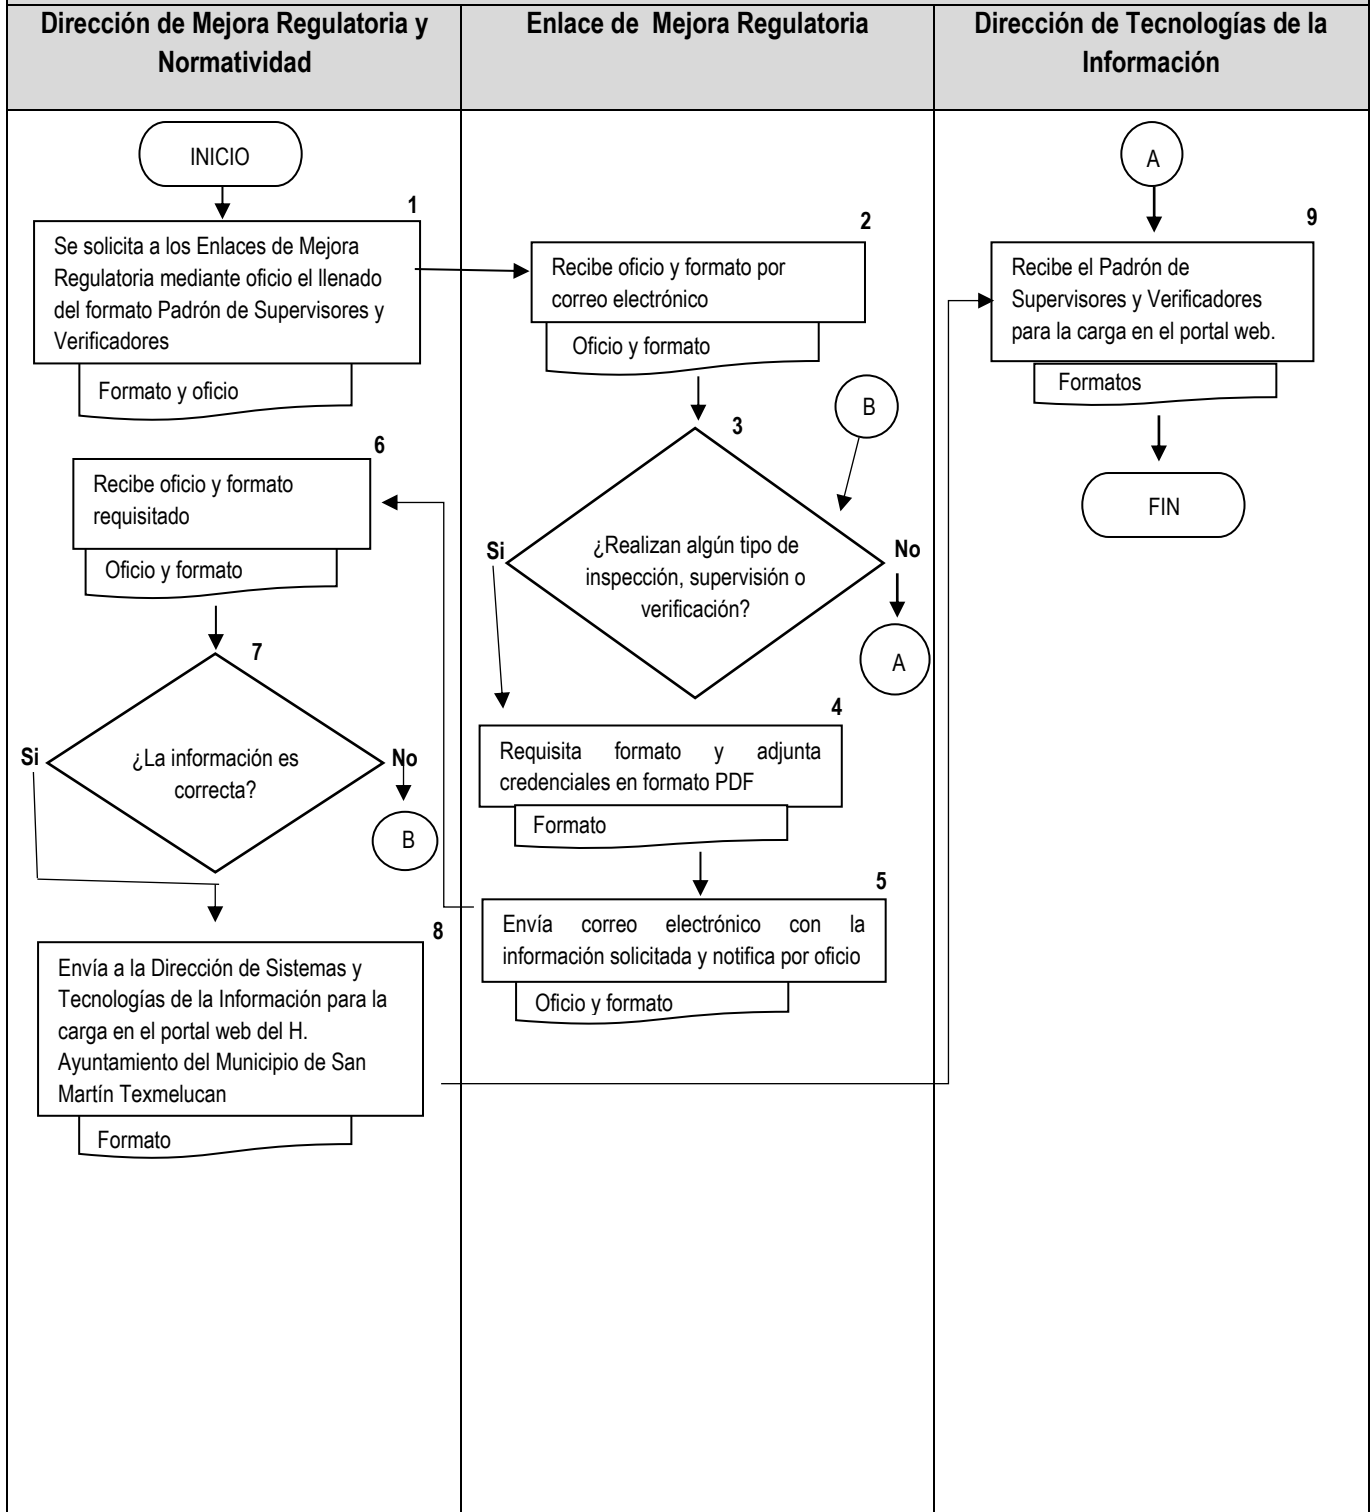 Dirección de Mejora Regulatoria y
Normatividad
Enlace de Mejora Regulatoria
Dirección de Tecnologías de la
Información
INICIO
1
Se solicita a los Enlaces de Mejora
Regulatoria mediante oficio el llenado
del formato Padrón de Supervisores y
Verificadores
Formato y oficio
6
Recibe oficio y formato
requisitado
Oficio y formato
7
¿La información es
correcta?
Si
No
B
8
Envía a la Dirección de Sistemas y
Tecnologías de la Información para la
carga en el portal web del H.
Ayuntamiento del Municipio de San
Martín Texmelucan
Formato
2
Recibe oficio y formato por
correo electrónico
Oficio y formato
B
3
¿Realizan algún tipo de
inspección, supervisión o
verificación?
Si
No
A
4
Requisita formato y adjunta
credenciales en formato PDF
Formato
5
Envía correo electrónico con la
información solicitada y notifica por oficio
Oficio y formato
A
9
Recibe el Padrón de
Supervisores y Verificadores
para la carga en el portal web.
Formatos
FIN